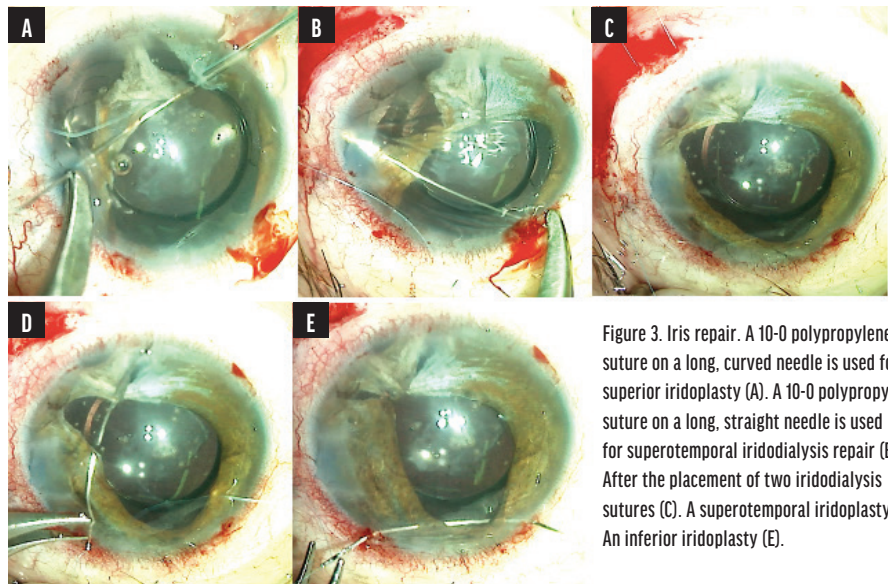 A
B
C
D
E
Figure 3. Iris repair. A 10-0 polypropylene
suture on a long, curved needle is used
superior iridoplasty (A). A 10-0
suture on a long, straight needle is used
for superotemporal iridodialysis repair
After the placement of two iridodialysis
sutures (C). A superotemporal iridoplasty
An inferior iridoplasty (E).